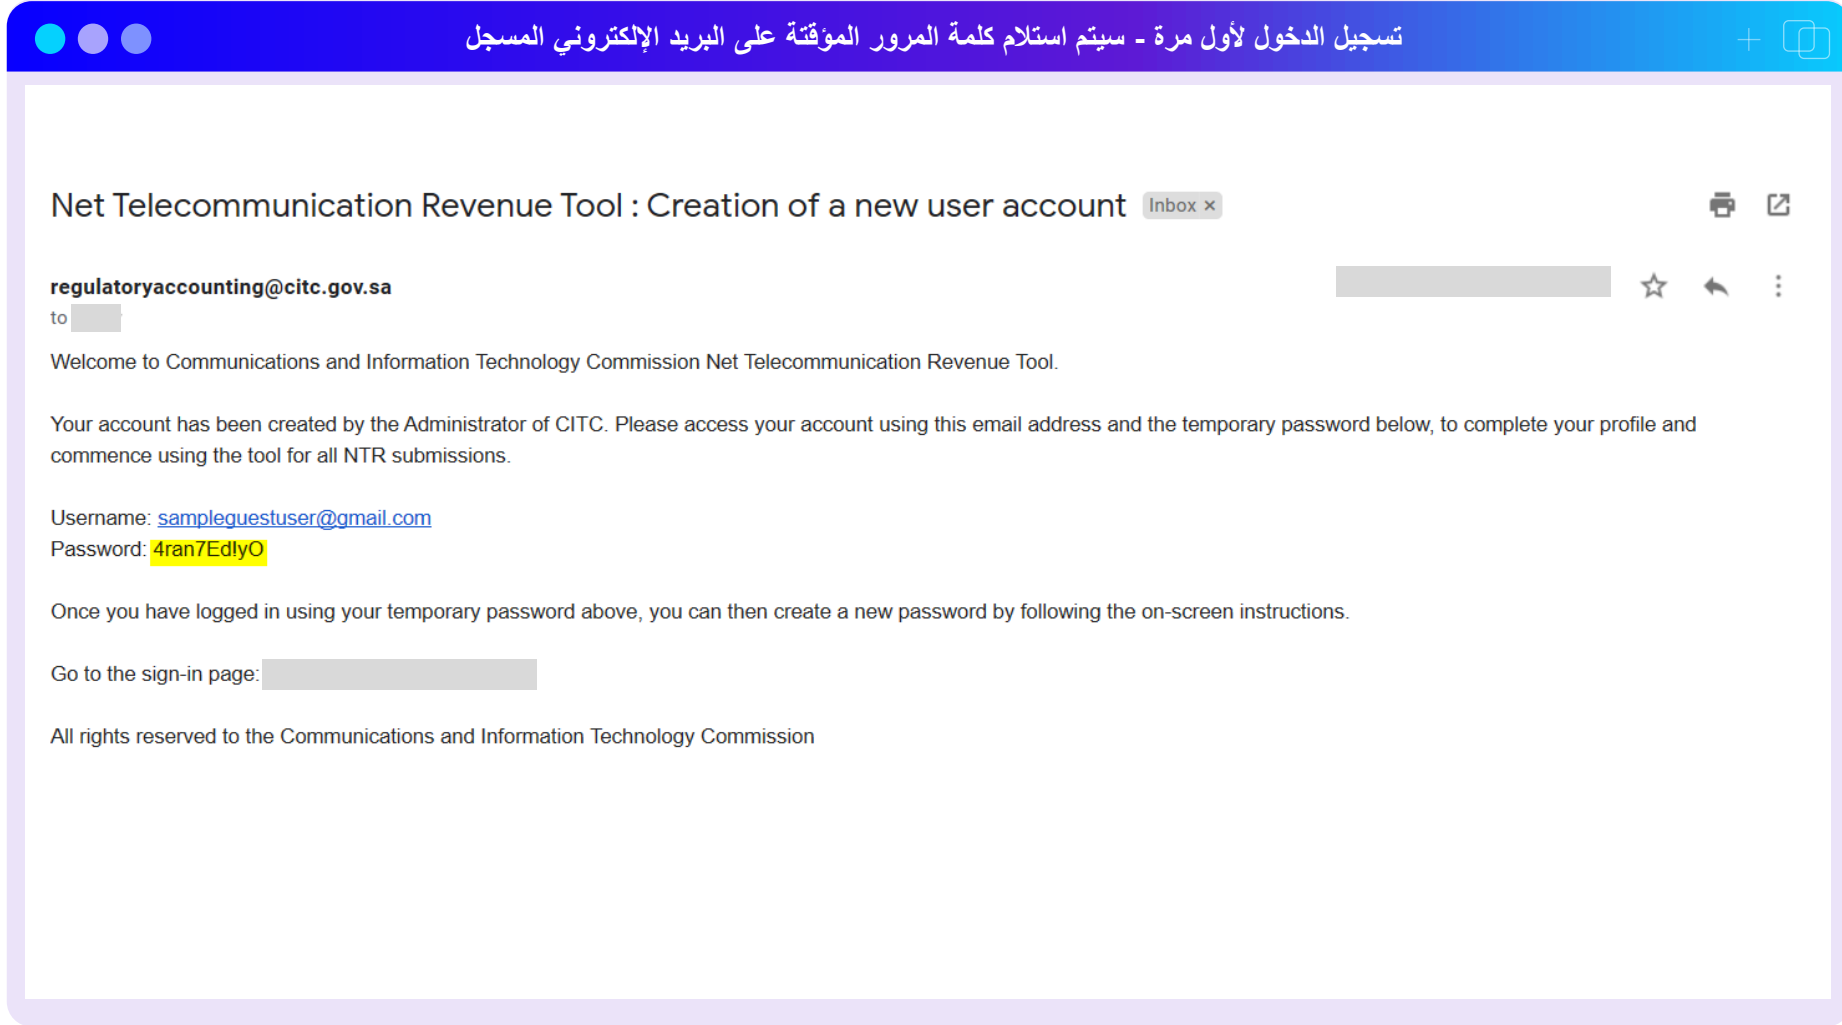 تسجيل الدخول لأول مرة - سيتم استلام كلمة المرور المؤقتة على البريد الإلكتروني المسجل
Net Telecommunication Revenue Tool : Creation of a new user account Inbox ×
regulatoryaccounting@citc.gov.sa
to
Welcome to Communications and Information Technology Commission Net Telecommunication Revenue Tool.
Your account has been created by the Administrator of CITC. Please access your account using this email address and the temporary password below, to complete your profile and
commence using the tool for all NTR submissions.
Username: sampleguestuser@gmail.com
Password: 4ran7Ed!yO
Once you have logged in using your temporary password above, you can then create a new password by following the on-screen instructions.
Go to the sign-in page:
All rights reserved to the Communications and Information Technology Commission